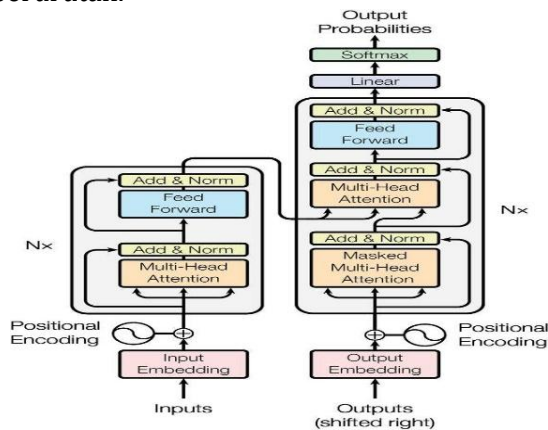 Output
Probabilities
Softmax
Linear
Add & Norm
Feed
Forward
Add & Norm
Multi-Head
Attention
Add & Norm
Masked
Multi-Head
Attention
Nx
Add & Norm
Feed
Forward
Add & Norm
Multi-Head
Attention
Nx
Positional
Encoding
Positional
Encoding
Input
Embedding
Output
Embedding
Inputs
Outputs
(shifted right)